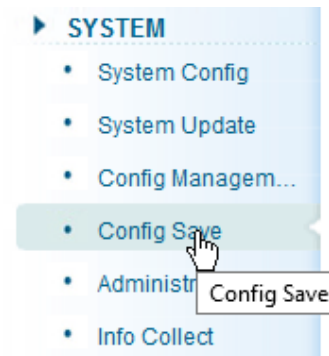 SYSTEM
System Config
System Update
Config Managem...
Config Save
Administr
Config Save
Info Collect